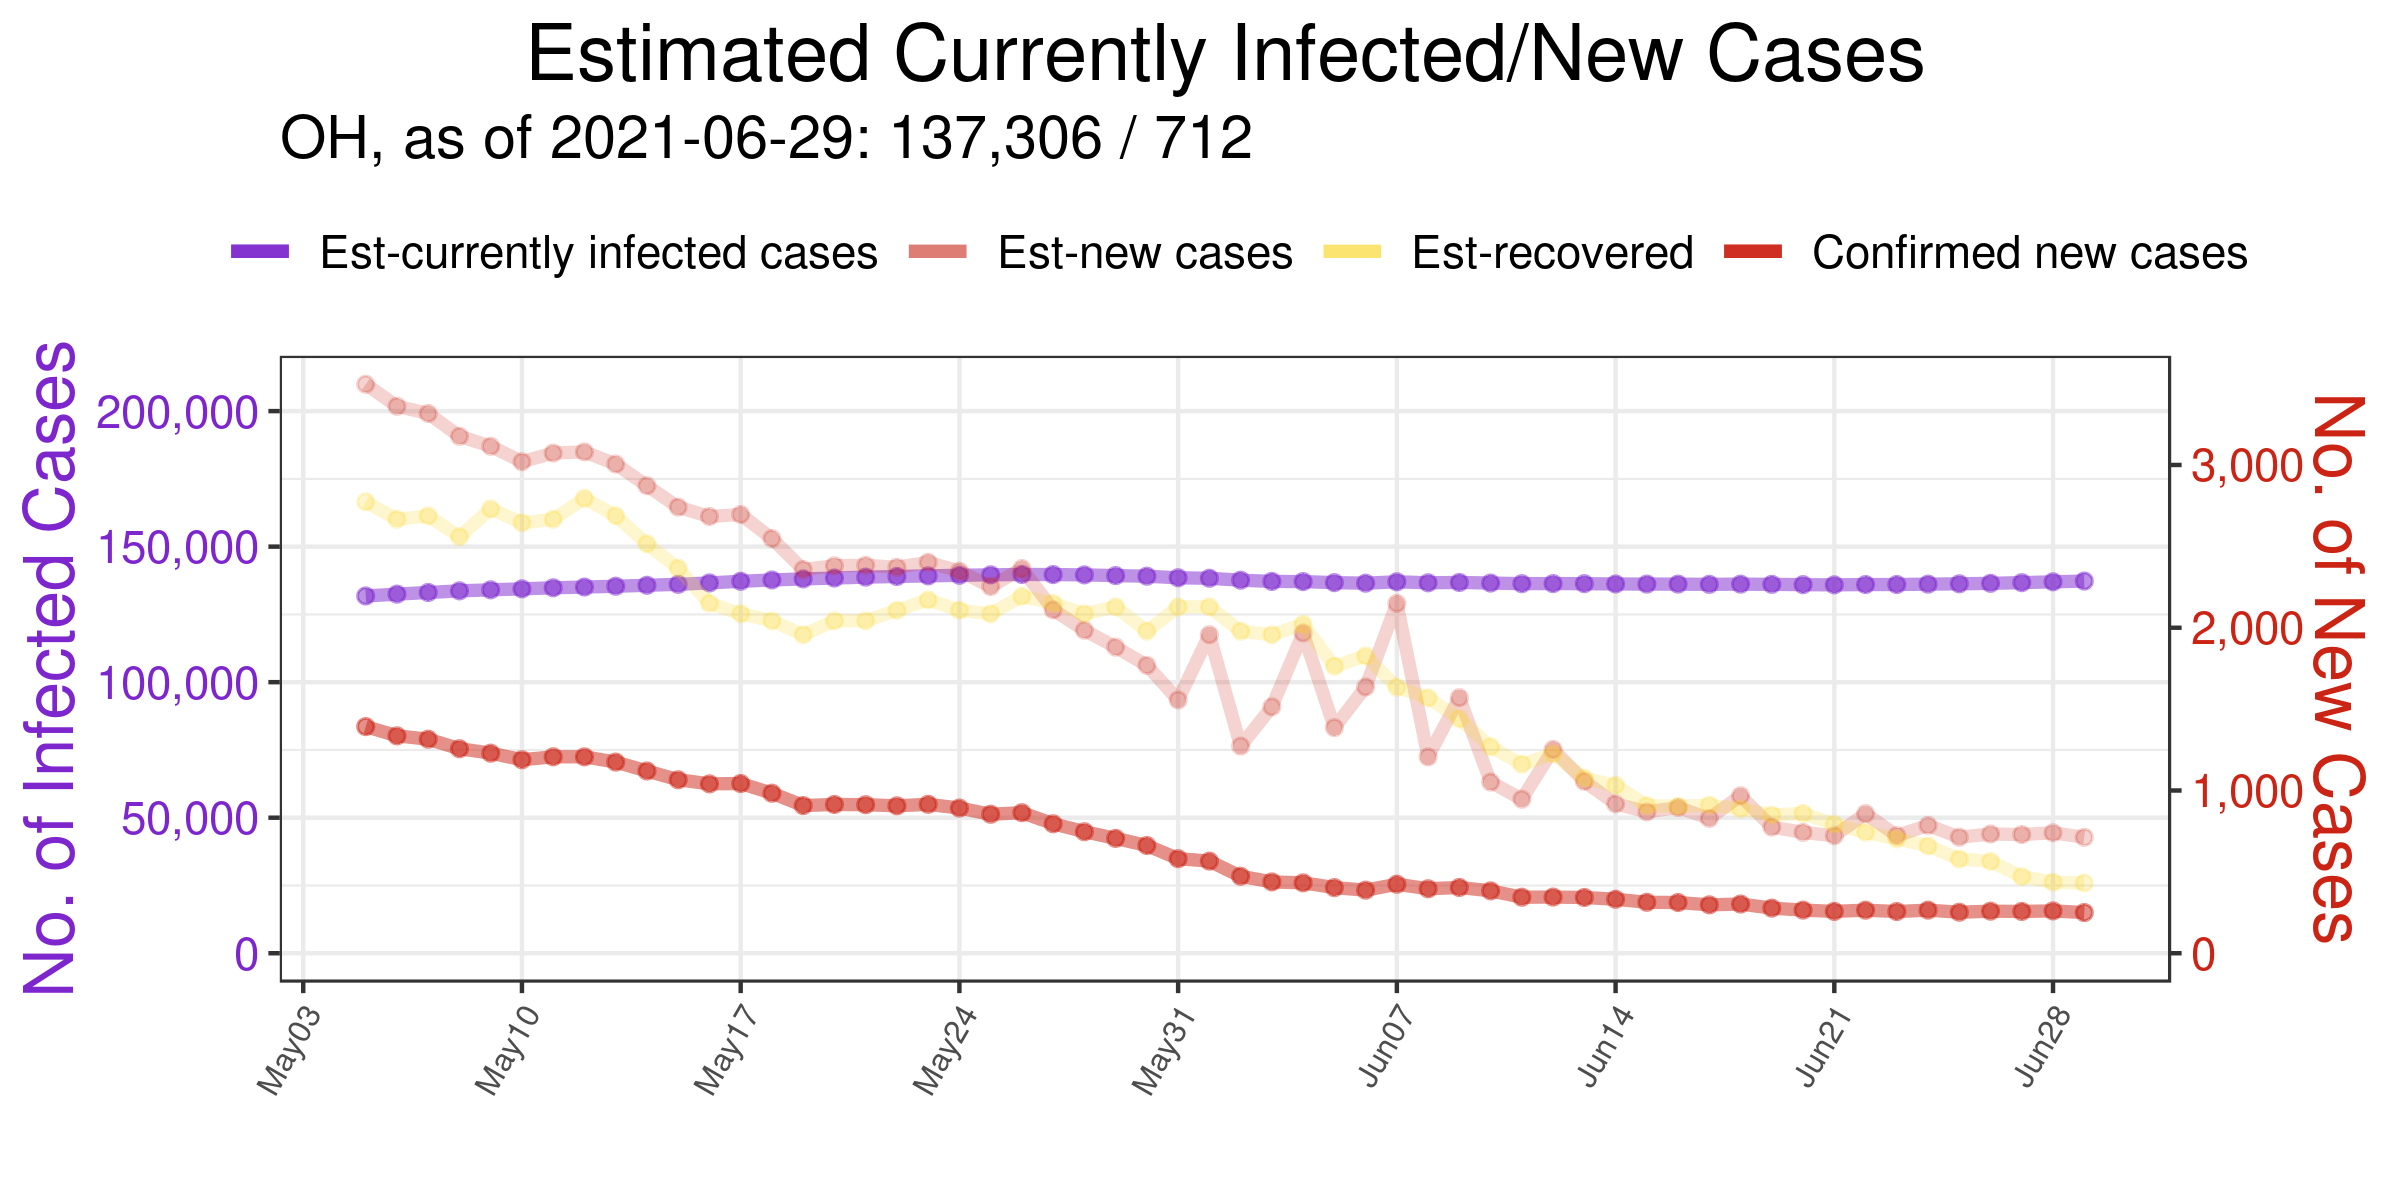 Estimated Currently Infected/New Cases
OH, as of 2021-06-29: 137,306 / 712
Est-currently infected cases Est-new cases Est-recovered Confirmed new cases
No. of Infected Cases
200,000
150,000
100,000
50,000
0
3,000
2,000
1,000
0
No. of New Cases
May03 May10 May17 May24 May31 Jun07 Jun14 Jun21 Jun28